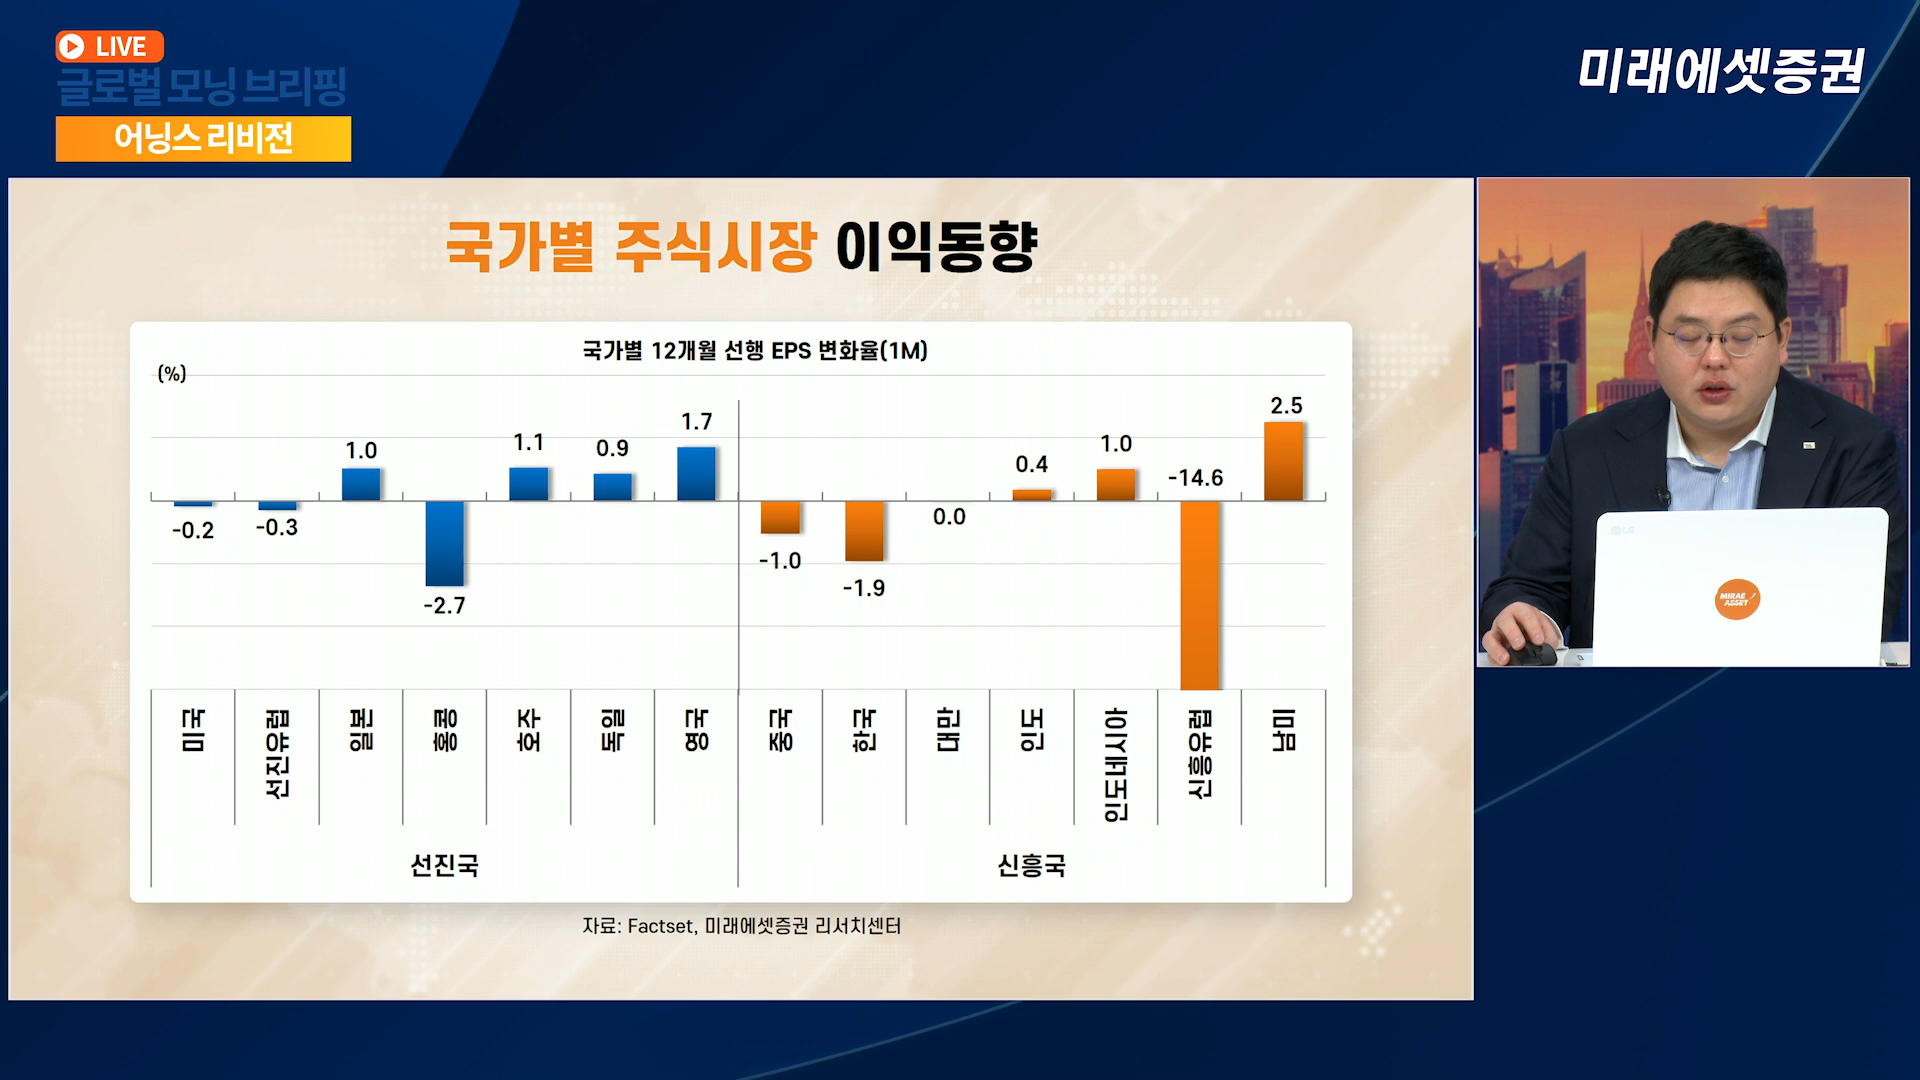 LIVE
글로벌 모닝 브리핑
어닝스 리비전
미래에셋증권
국가별 주식시장 이익동향
국가별 12개월 선행 EPS 변화율(1M)
(%)
-0.2
-0.3
1.0
-2.7
1.1
0.9
1.7
-1.0
-1.9
0.0
0.4
1.0
-14.6
2.5
미국
선진유럽
일본
홍콩
호주
독일
영국
중국
한국
대만
인도
인도네시아
신흥유럽
남미
선진국
신흥국
자료: Factset, 미래에셋증권 리서치센터
LG
MIRAE
ASSET